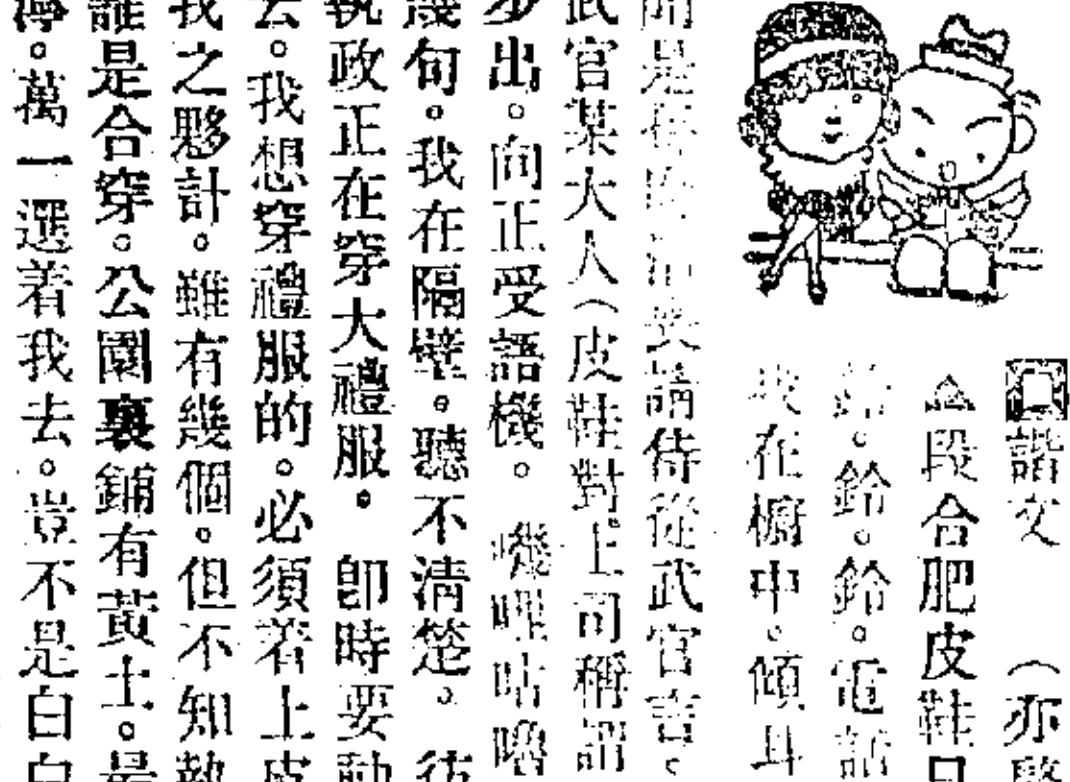 諧文　（亦
▲段合肥皮鞋日
鈴。鈴。鈴。電話
我在櫥中。傾耳
請侍從武官言。
武官某大人（皮鞋對上司稱謂
步出。向正受語機。嘰哩咕嚕
幾句。我在隔壁。聽不清楚。彷
執政正在穿大禮服。卽時要動
去。我想穿禮服的。必須着上皮
我之夥計。雖有幾個。但不知執
誰是合穿。公園裏鋪有黃土。是
濘。萬一選着我去。豈不是白白